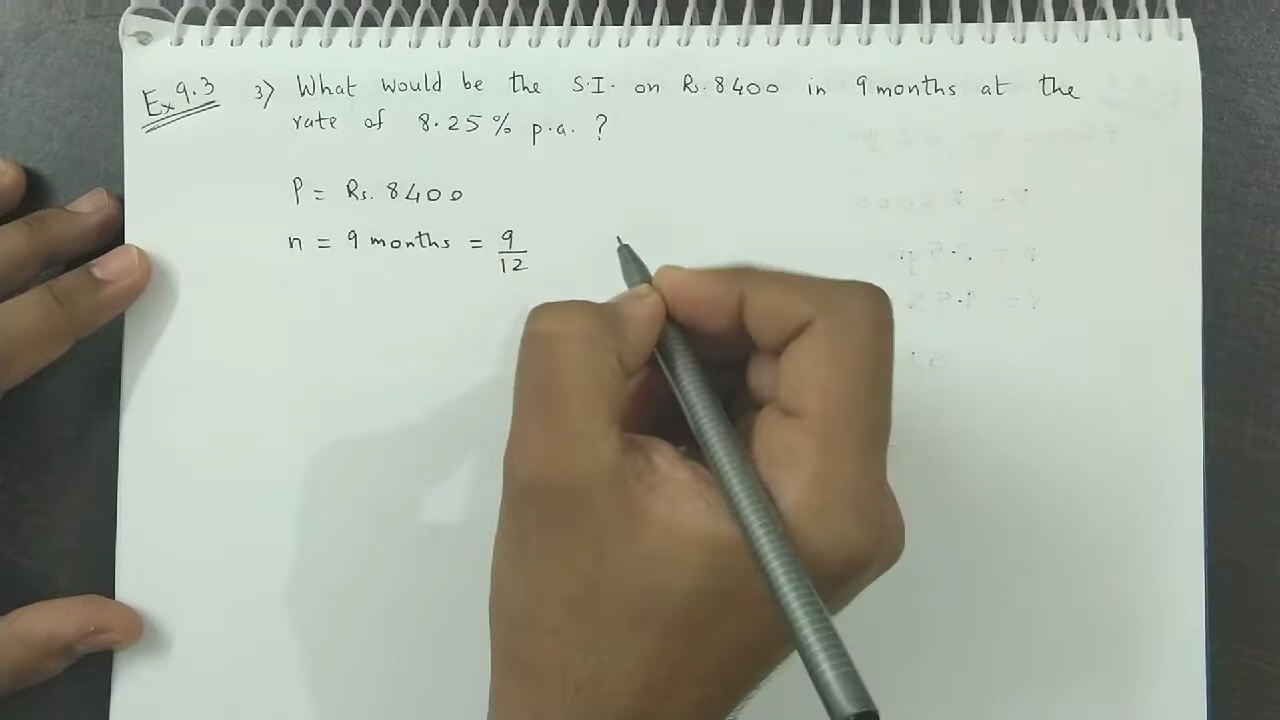 Ex 9.3 3) What would be the S.I. on Rs. 8400 in 9 months at the
rate of 8.25% p.a. ?
P = Rs. 8400
n = 9 months = 9/12